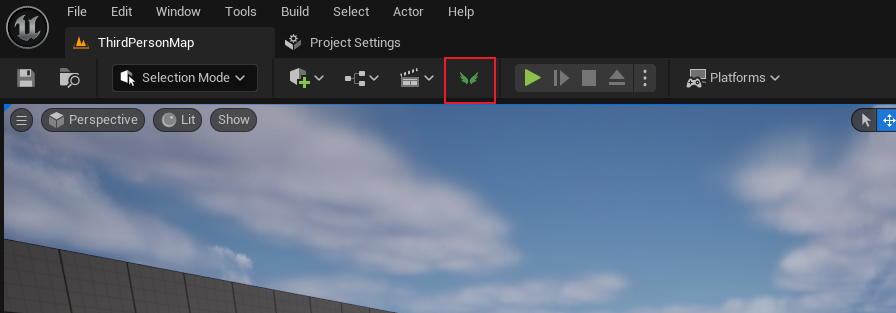 File Edit Window Tools Build Select Actor Help
ThirdPersonMap Project Settings
Selection Mode Platforms
Perspective Lit Show